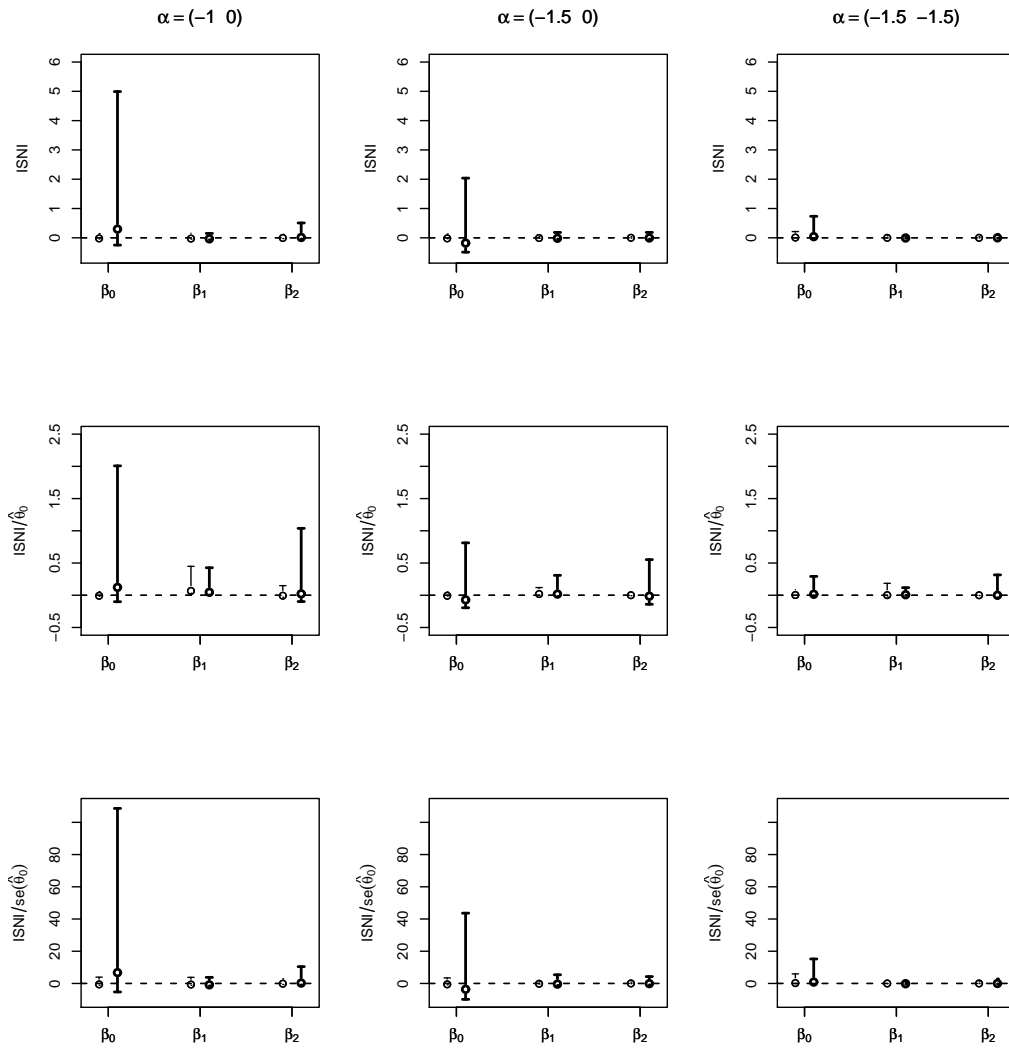 α = (−1 0)
α = (−1.5 0)
α = (−1.5 −1.5)
ISNI
0 1 2 3 4 5 6
β₀ β₁ β₂
ISNI
0 1 2 3 4 5 6
β₀ β₁ β₂
ISNI
0 1 2 3 4 5 6
β₀ β₁ β₂
ISNI/θ̂₀
−0.5 0.5 1.5 2.5
β₀ β₁ β₂
ISNI/θ̂₀
−0.5 0.5 1.5 2.5
β₀ β₁ β₂
ISNI/θ̂₀
−0.5 0.5 1.5 2.5
β₀ β₁ β₂
ISNI/se(θ̂₀)
0 20 40 60 80
β₀ β₁ β₂
ISNI/se(θ̂₀)
0 20 40 60 80
β₀ β₁ β₂
ISNI/se(θ̂₀)
0 20 40 60 80
β₀ β₁ β₂